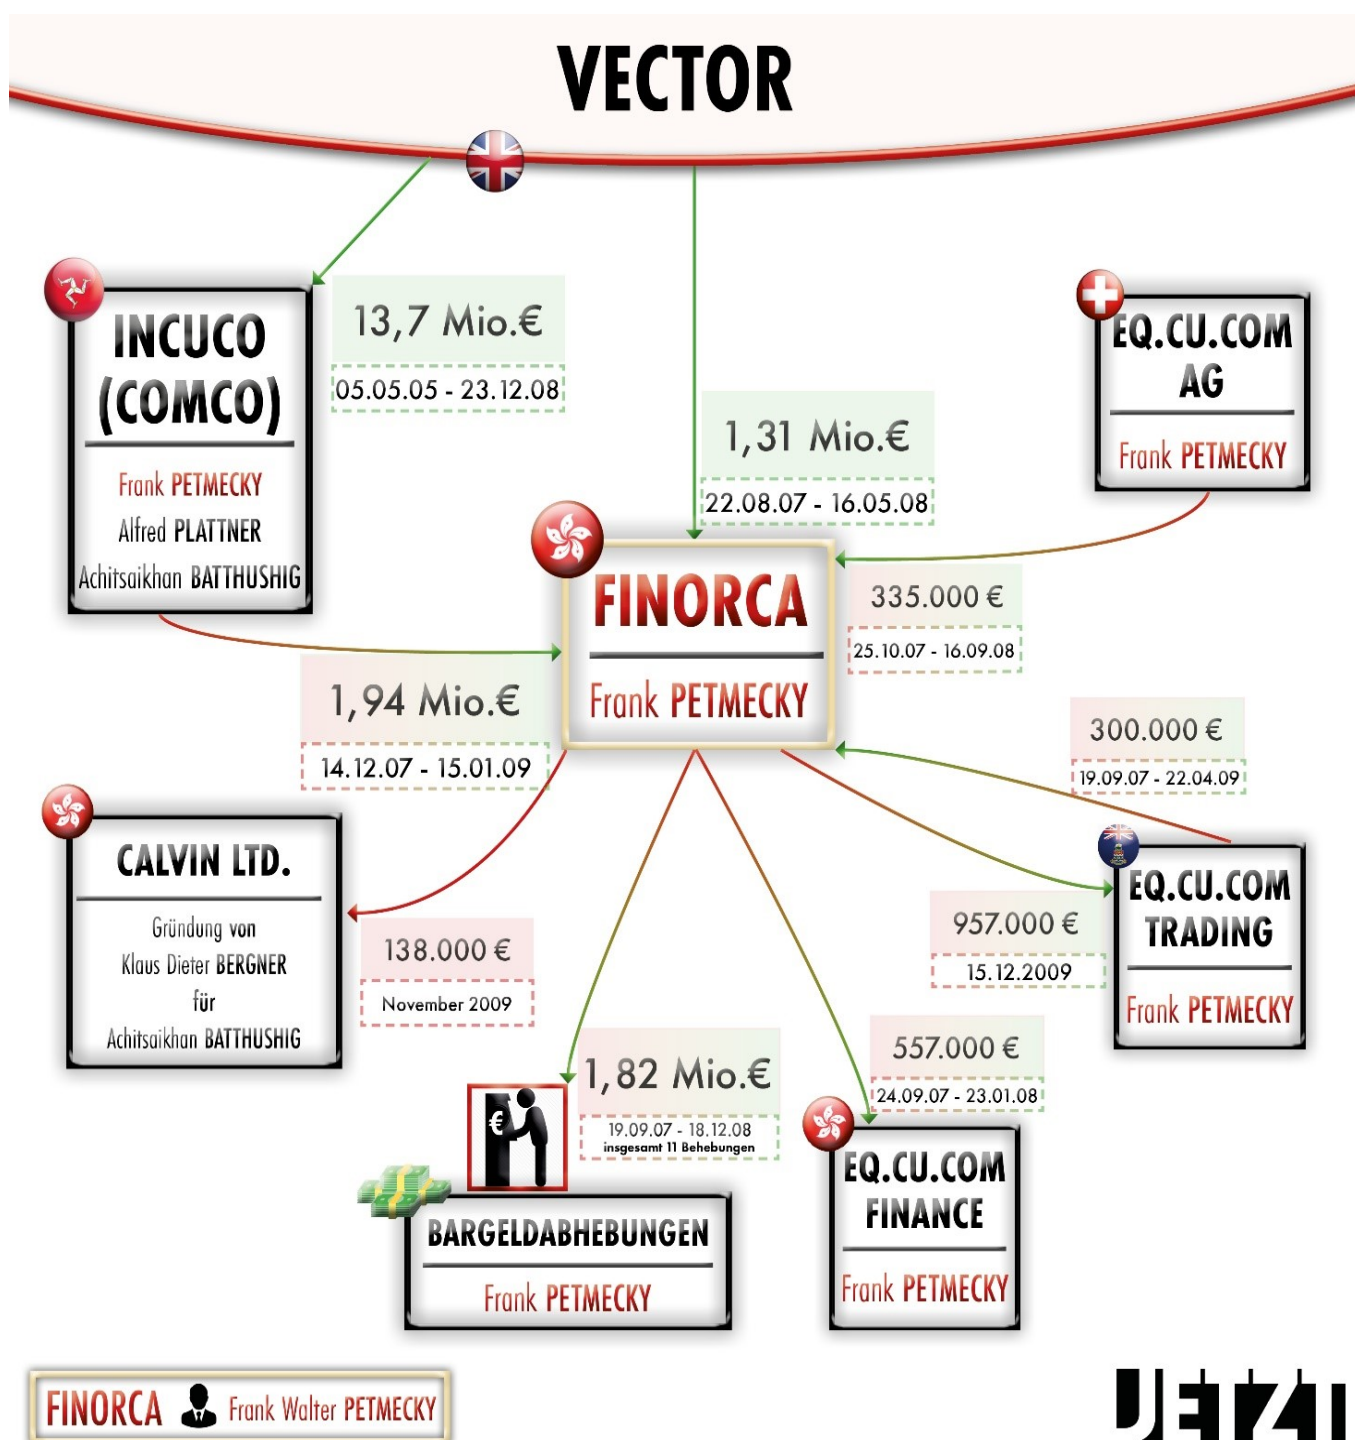 VECTOR
INCUCO
(COMCO)
Frank PETMECKY
Alfred PLATTNER
Achitsaikhan BATTHUSHIG
13,7 Mio.€
05.05.05 - 23.12.08
1,31 Mio.€
22.08.07 - 16.05.08
EQ.CU.COM
AG
Frank PETMECKY
FINORCA
Frank PETMECKY
335.000 €
25.10.07 - 16.09.08
1,94 Mio.€
14.12.07 - 15.01.09
300.000 €
19.09.07 - 22.04.09
CALVIN LTD.
Gründung von
Klaus Dieter BERGNER
für
Achitsaikhan BATTHUSHIG
138.000 €
November 2009
957.000 €
15.12.2009
EQ.CU.COM
TRADING
Frank PETMECKY
1,82 Mio.€
19.09.07 - 18.12.08
insgesamt 11 Behebungen
€
557.000 €
24.09.07 - 23.01.08
BARGELDABHEBUNGEN
Frank PETMECKY
EQ.CU.COM
FINANCE
Frank PETMECKY
FINORCA Frank Walter PETMECKY
JETZT